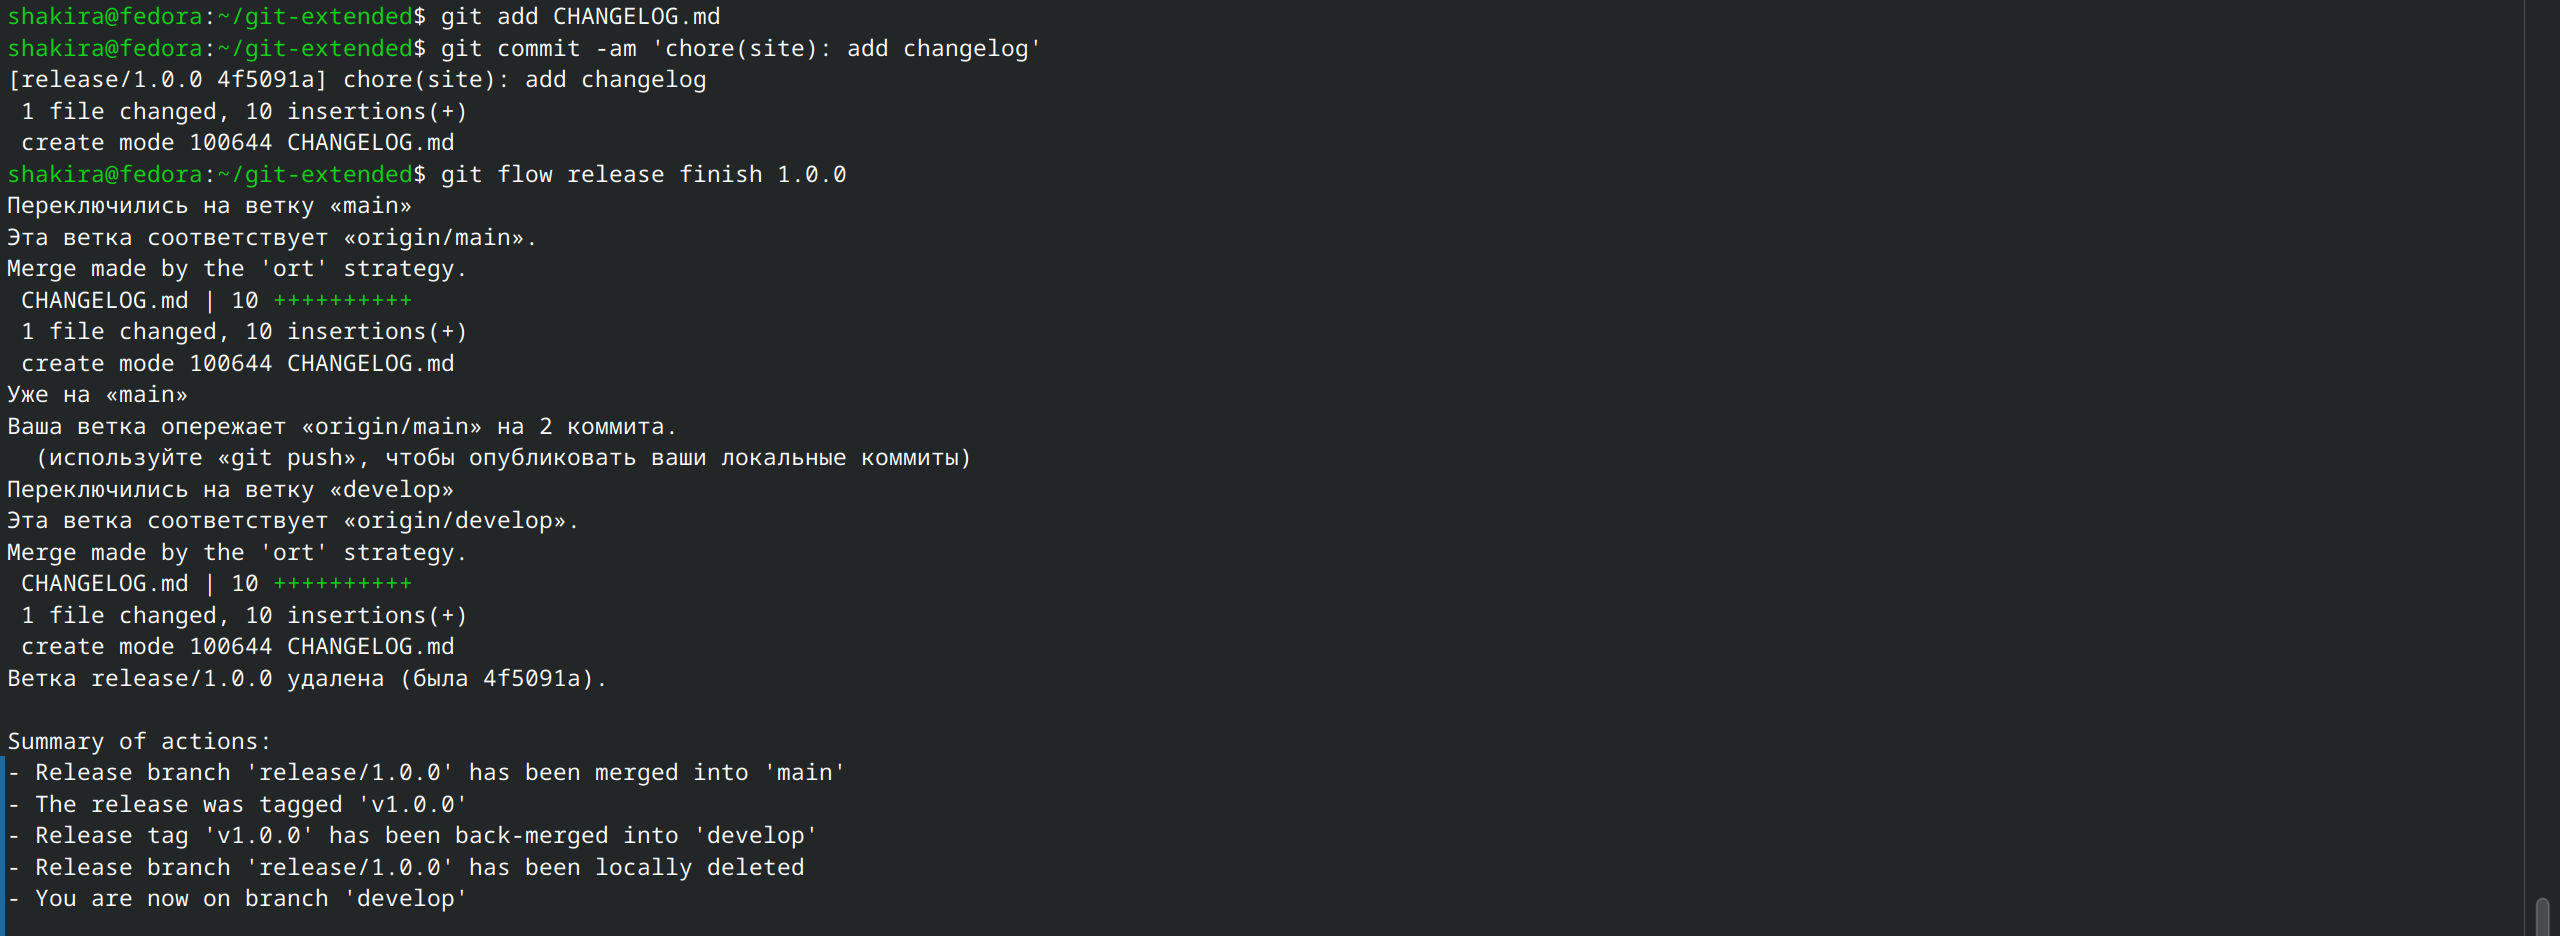 shakira@fedora:~/git-extended$ git add CHANGELOG.md
shakira@fedora:~/git-extended$ git commit -am 'chore(site): add changelog'
[release/1.0.0 4f5091a] chore(site): add changelog
 1 file changed, 10 insertions(+)
 create mode 100644 CHANGELOG.md
shakira@fedora:~/git-extended$ git flow release finish 1.0.0
Переключились на ветку «main»
Эта ветка соответствует «origin/main».
Merge made by the 'ort' strategy.
 CHANGELOG.md | 10 ++++++++++
 1 file changed, 10 insertions(+)
 create mode 100644 CHANGELOG.md
Уже на «main»
Ваша ветка опережает «origin/main» на 2 коммита.
  (используйте «git push», чтобы опубликовать ваши локальные коммиты)
Переключились на ветку «develop»
Эта ветка соответствует «origin/develop».
Merge made by the 'ort' strategy.
 CHANGELOG.md | 10 ++++++++++
 1 file changed, 10 insertions(+)
 create mode 100644 CHANGELOG.md
Ветка release/1.0.0 удалена (была 4f5091a).

Summary of actions:
- Release branch 'release/1.0.0' has been merged into 'main'
- The release was tagged 'v1.0.0'
- Release tag 'v1.0.0' has been back-merged into 'develop'
- Release branch 'release/1.0.0' has been locally deleted
- You are now on branch 'develop'